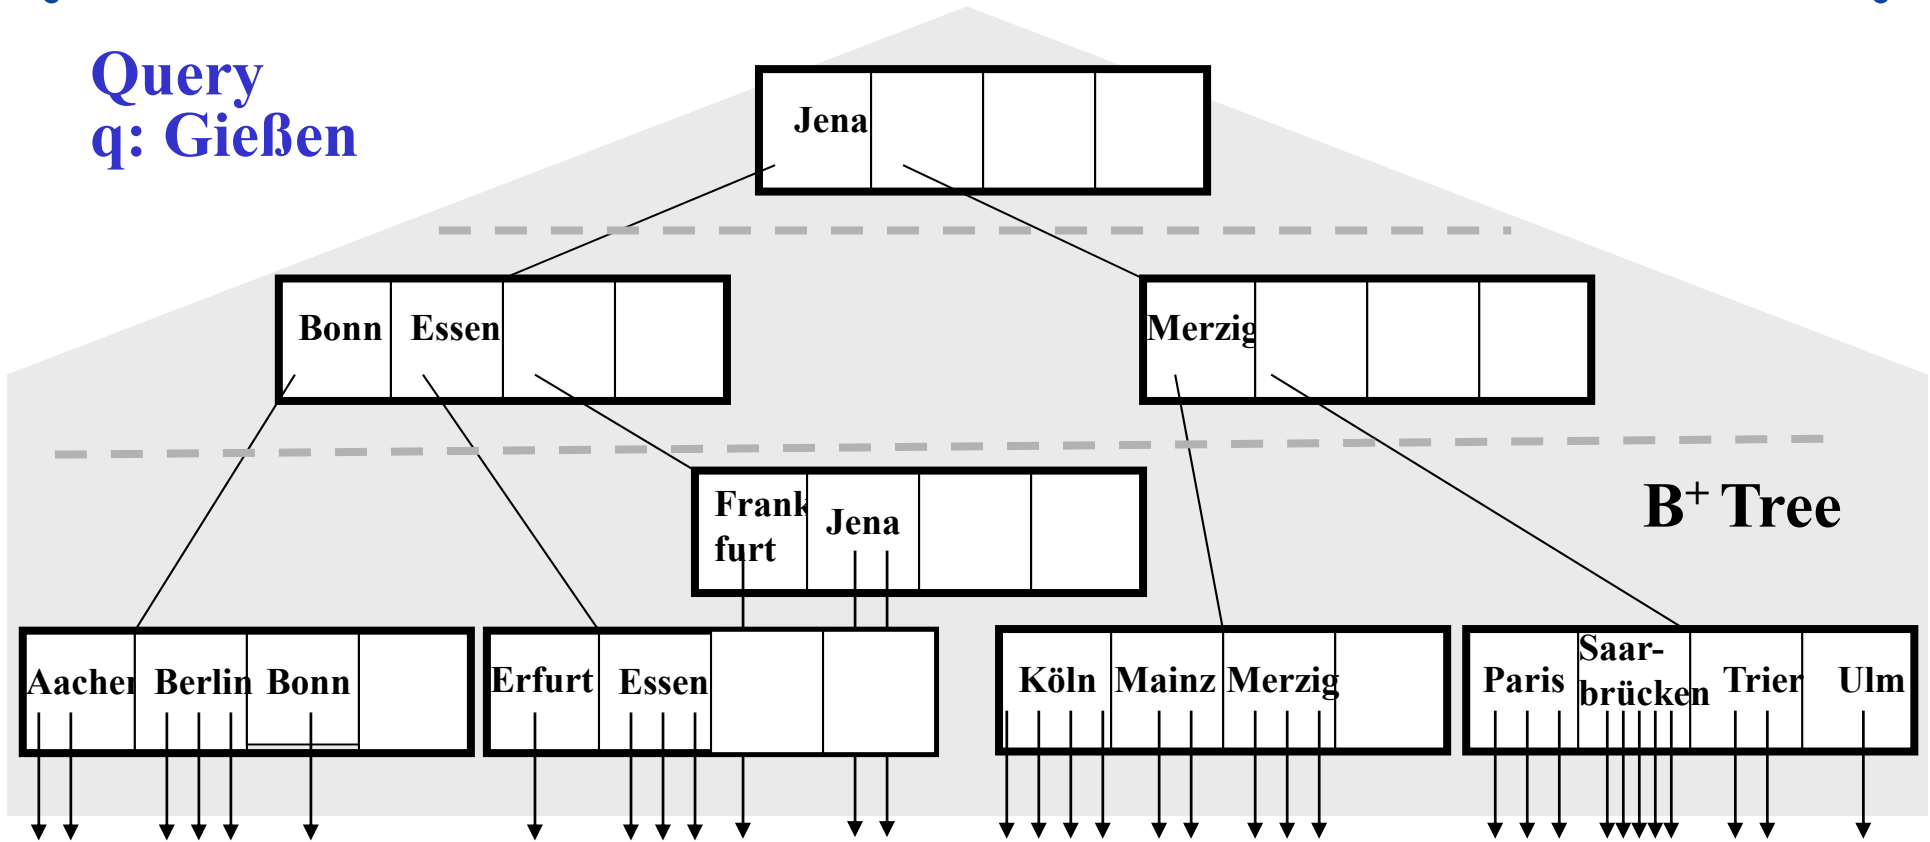 Query
q: Gießen
Jena
Bonn Essen
Merzig
Frank
furt
Jena
B+ Tree
Aachen Berlin Bonn
Erfurt Essen
Köln Mainz Merzig
Paris
Saar-
brücken
Trier
Ulm